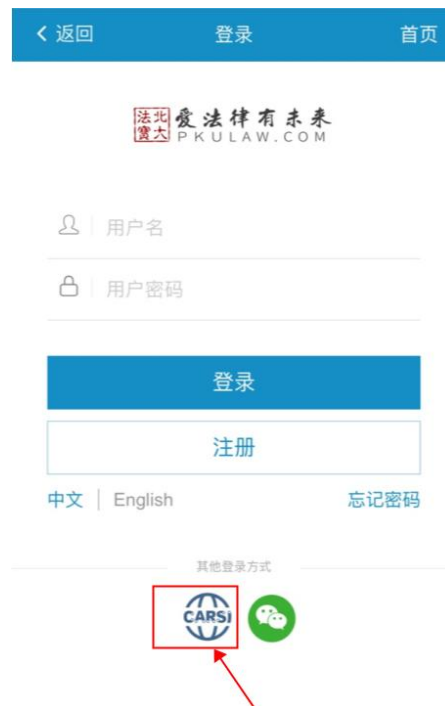 返回 登录 首页
北大法宝 爱法律有未来
PKULAW.COM
用户名
用户密码
登录
注册
中文 English 忘记密码
其他登录方式
CARSI